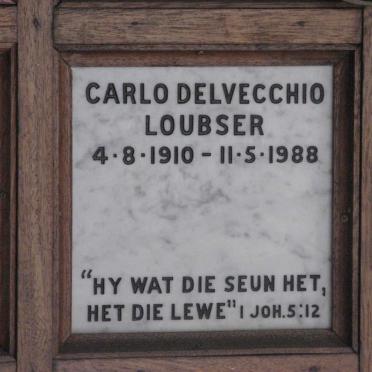 CARLO DELVECCHIO
LOUBSER
4·8·1910 - 11·5·1988
"HY WAT DIE SEUN HET,
HET DIE LEWE" I JOH.5:12